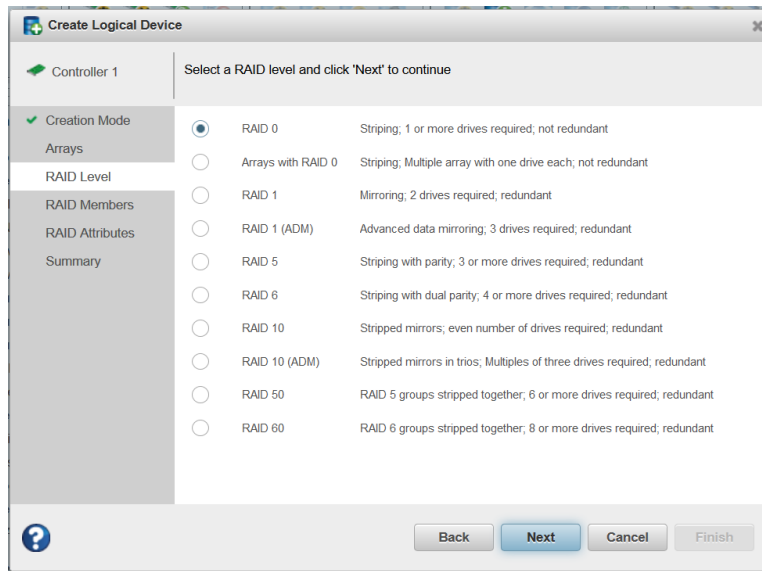 Create Logical Device
Controller 1
Select a RAID level and click 'Next' to continue
Creation Mode
Arrays
RAID Level
RAID Members
RAID Attributes
Summary
RAID 0 Striping; 1 or more drives required; not redundant
Arrays with RAID 0 Striping; Multiple array with one drive each; not redundant
RAID 1 Mirroring; 2 drives required; redundant
RAID 1 (ADM) Advanced data mirroring; 3 drives required; redundant
RAID 5 Striping with parity; 3 or more drives required; redundant
RAID 6 Striping with dual parity; 4 or more drives required; redundant
RAID 10 Stripped mirrors; even number of drives required; redundant
RAID 10 (ADM) Stripped mirrors in trios; Multiples of three drives required; redundant
RAID 50 RAID 5 groups stripped together; 6 or more drives required; redundant
RAID 60 RAID 6 groups stripped together; 8 or more drives required; redundant
Back Next Cancel Finish